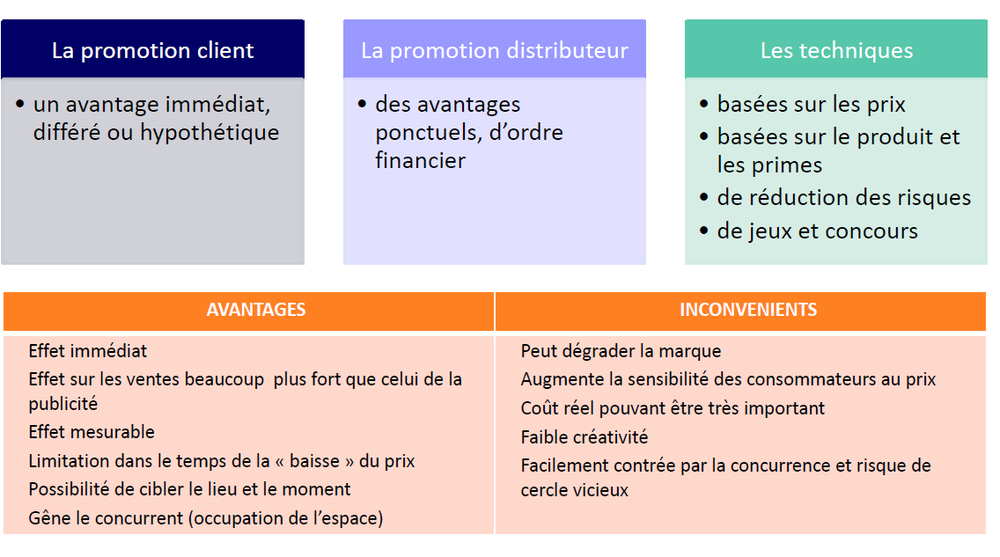 La promotion client
• un avantage immédiat,
différé ou hypothétique
La promotion distributeur
• des avantages
ponctuels, d’ordre
financier
Les techniques
• basées sur les prix
• basées sur le produit et
les primes
• de réduction des risques
• de jeux et concours
AVANTAGES
Effet immédiat
Effet sur les ventes beaucoup plus fort que celui de la
publicité
Effet mesurable
Limitation dans le temps de la « baisse » du prix
Possibilité de cibler le lieu et le moment
Gêne le concurrent (occupation de l’espace)
INCONVENIENTS
Peut dégrader la marque
Augmente la sensibilité des consommateurs au prix
Coût réel pouvant être très important
Faible créativité
Facilement contrée par la concurrence et risque de
cercle vicieux